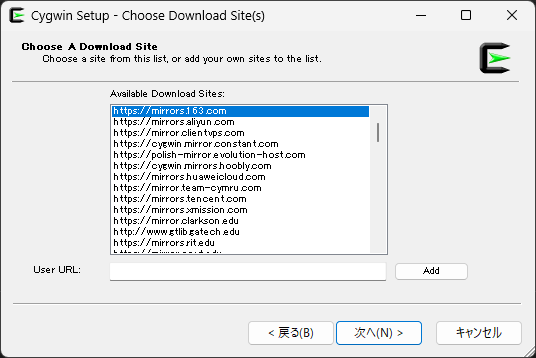 Cygwin Setup - Choose Download Site(s)
Choose A Download Site
Choose a site from this list, or add your own sites to the list.
Available Download Sites:
https://mirrors.163.com
https://mirrors.aliyun.com
https://mirror.clientvps.com
https://cygwin.mirror.constant.com
https://polish-mirror.evolution-host.com
https://cygwin.mirrors.hoobly.com
https://mirrors.huaweicloud.com
https://mirror.team-cymru.com
https://mirrors.tencent.com
https://mirrors.xmission.com
https://mirror.clarkson.edu
http://www.gtlib.gatech.edu
https://mirrors.rit.edu
User URL:
Add
< 戻る(B)
次へ(N) >
キャンセル